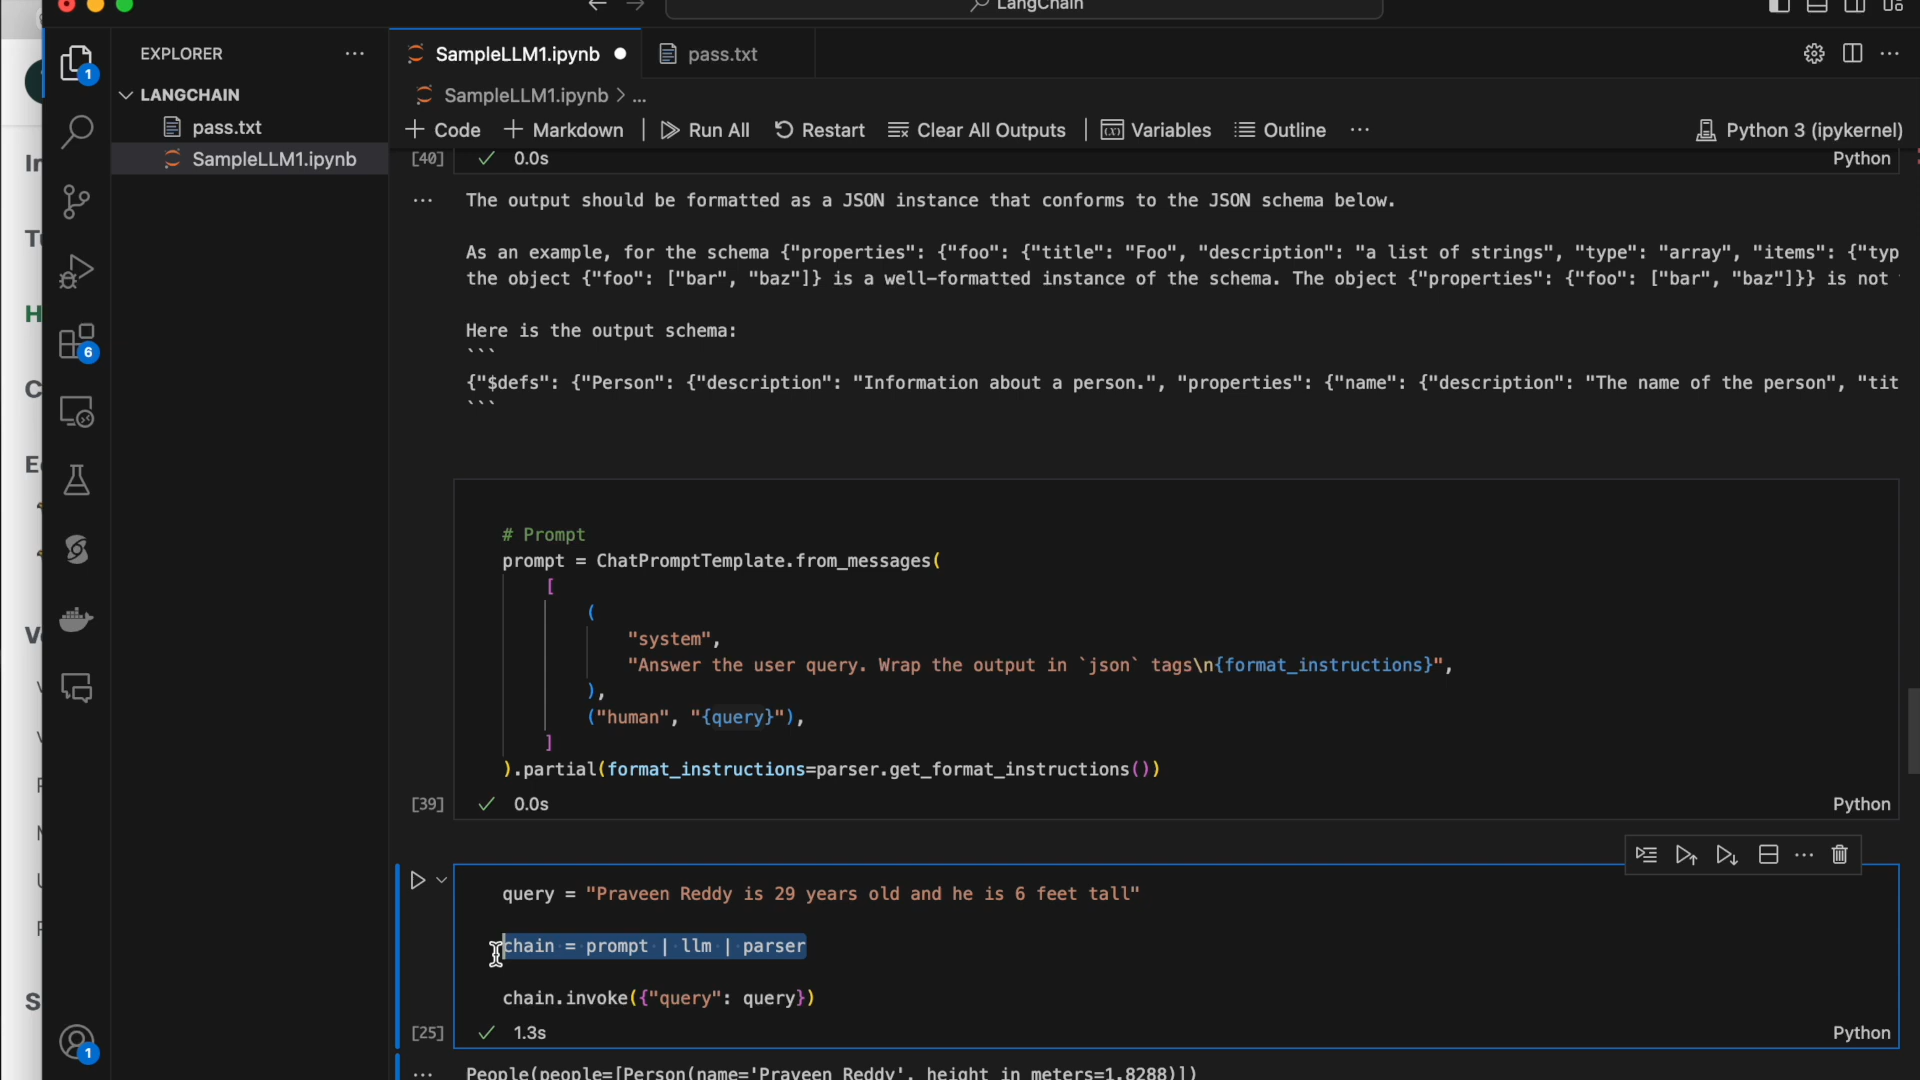 LangChain
EXPLORER
SampleLLM1.ipynb
pass.txt
LANGCHAIN
SampleLLM1.ipynb > ...
pass.txt
Code
Markdown
Run All
Restart
Clear All Outputs
Variables
Outline
...
Python 3 (ipykernel)
SampleLLM1.ipynb
[40]
0.0s
Python
The output should be formatted as a JSON instance that conforms to the JSON schema below.
As an example, for the schema {"properties": {"foo": {"title": "Foo", "description": "a list of strings", "type": "array", "items": {"typ
the object {"foo": ["bar", "baz"]} is a well-formatted instance of the schema. The object {"properties": {"foo": ["bar", "baz"]}} is not
Here is the output schema:
```
{"$defs": {"Person": {"description": "Information about a person.", "properties": {"name": {"description": "The name of the person", "tit
```
# Prompt
prompt = ChatPromptTemplate.from_messages(
[
(
"system",
"Answer the user query. Wrap the output in `json` tags\n{format_instructions}",
),
("human", "{query}"),
]
).partial(format_instructions=parser.get_format_instructions())
[39]
0.0s
Python
query = "Praveen Reddy is 29 years old and he is 6 feet tall"
chain = prompt | llm | parser
chain.invoke({"query": query})
[25]
1.3s
Python
People(people=[Person(name='Praveen Reddy', height_in_meters=1.8288)])
1
6
1